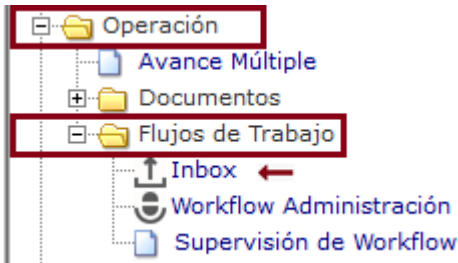 Operación
Avance Múltiple
Documentos
Flujos de Trabajo
Inbox
Workflow Administración
Supervisión de Workflow